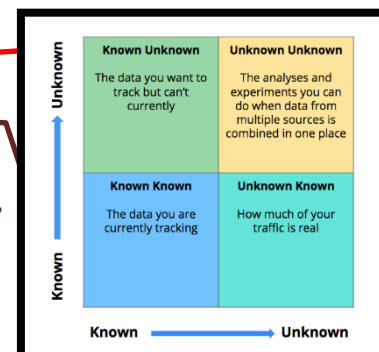 Unknown
Known
Known Unknown
The data you want to
track but can't
currently
Unknown Unknown
The analyses and
experiments you can
do when data from
multiple sources is
combined in one place
Known Known
The data you are
currently tracking
Unknown Known
How much of your
traffic is real
Known
Unknown